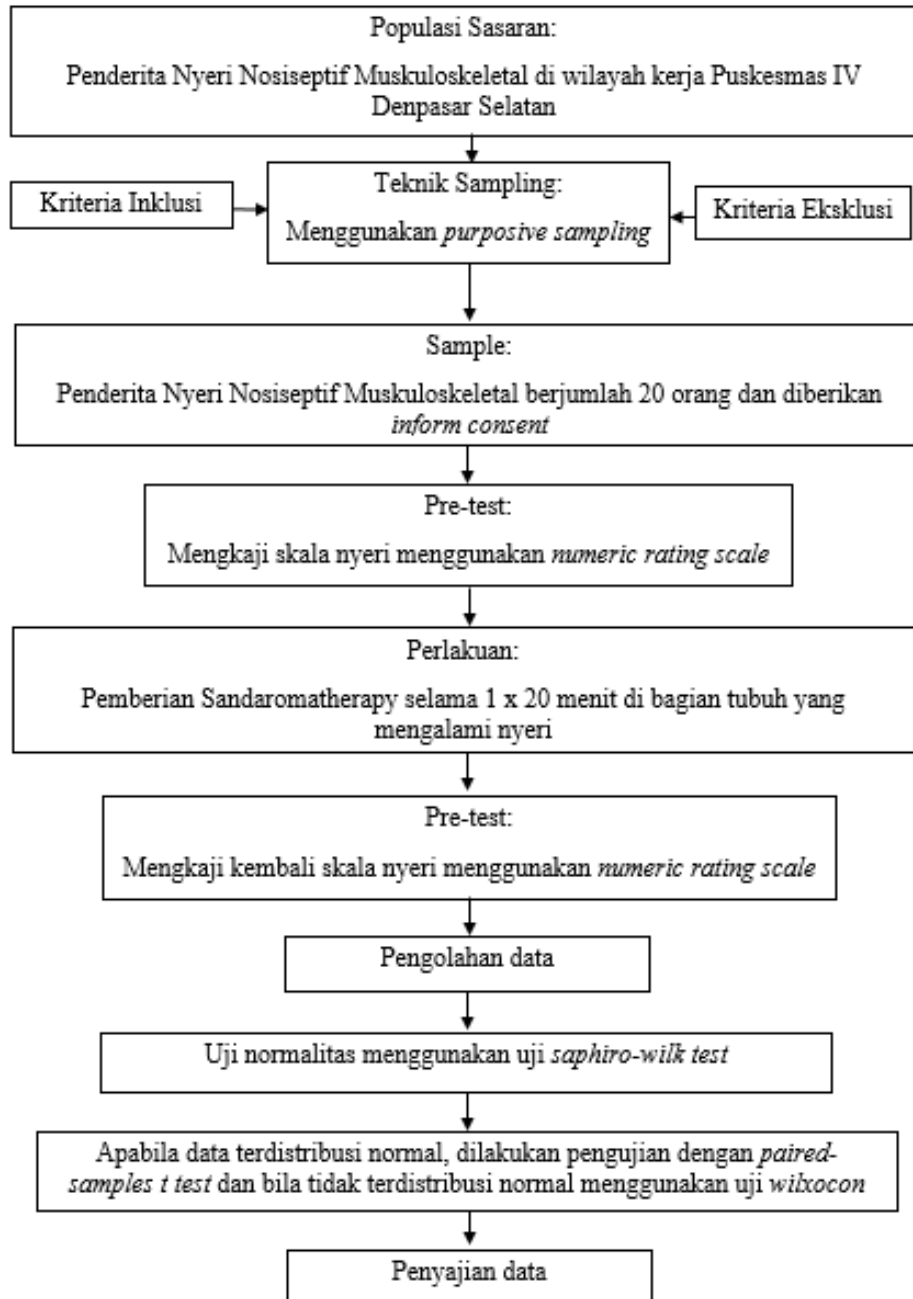 Populasi Sasaran:
Penderita Nyeri Nosiseptif Muskuloskeletal di wilayah kerja Puskesmas IV
Denpasar Selatan
Kriteria Inklusi
Teknik Sampling:
Menggunakan purposive sampling
Kriteria Eksklusi
Sample:
Penderita Nyeri Nosiseptif Muskuloskeletal berjumlah 20 orang dan diberikan
inform consent
Pre-test:
Mengkaji skala nyeri menggunakan numeric rating scale
Perlakuan:
Pemberian Sandaromatherapy selama 1 x 20 menit di bagian tubuh yang
mengalami nyeri
Pre-test:
Mengkaji kembali skala nyeri menggunakan numeric rating scale
Pengolahan data
Uji normalitas menggunakan uji saphiro-wilk test
Apabila data terdistribusi normal, dilakukan pengujian dengan paired-
samples t test dan bila tidak terdistribusi normal menggunakan uji wilxocon
Penyajian data